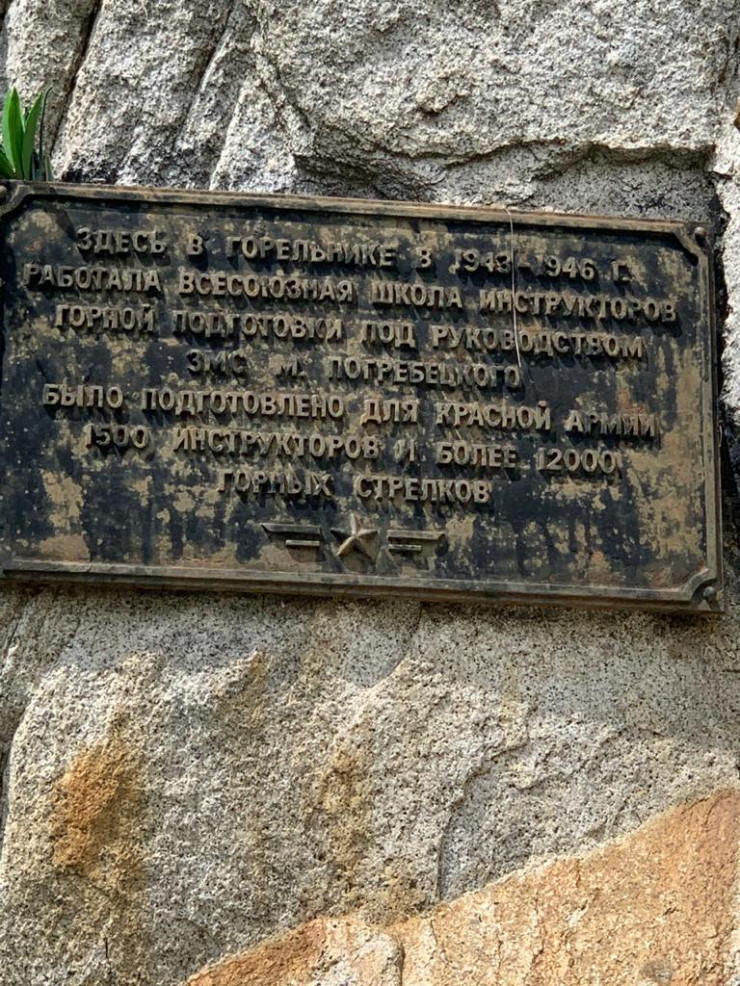 ЗДЕСЬ В ГОРЕЛЬНИКЕ В 1943-1946 Г.
РАБОТАЛА ВСЕСОЮЗНАЯ ШКОЛА ИНСТРУКТОРОВ
ГОРНОЙ ПОДГОТОВКИ ПОД РУКОВОДСТВОМ
ЗМС М. ПОГРЕБЕЦКОГО
БЫЛО ПОДГОТОВЛЕНО ДЛЯ КРАСНОЙ АРМИИ
1500 ИНСТРУКТОРОВ И БОЛЕЕ 12000
ГОРНЫХ СТРЕЛКОВ